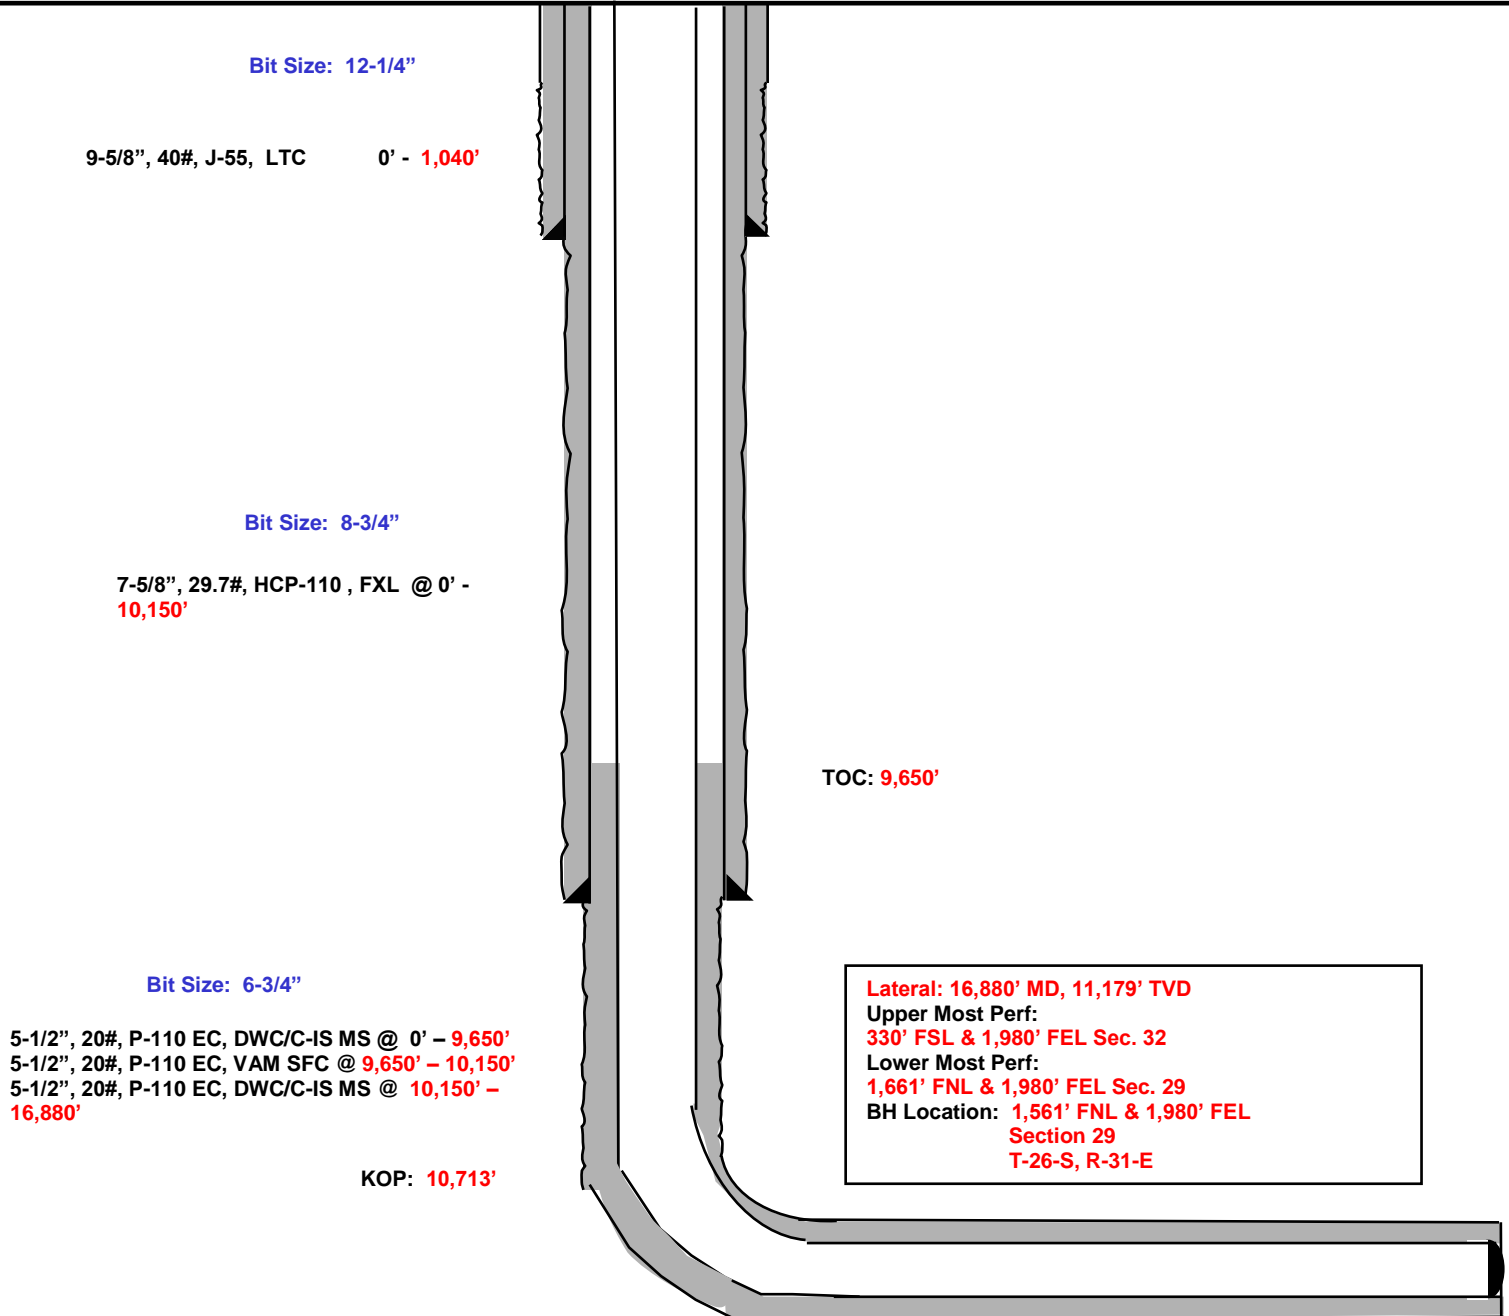 Bit Size: 12-1/4”
9-5/8”, 40#, J-55, LTC 0’ - 1,040’
Bit Size: 8-3/4”
7-5/8”, 29.7#, HCP-110 , FXL @ 0’ -
10,150’
TOC: 9,650’
Bit Size: 6-3/4”
5-1/2”, 20#, P-110 EC, DWC/C-IS MS @ 0’ – 9,650’
5-1/2”, 20#, P-110 EC, VAM SFC @ 9,650’ – 10,150’
5-1/2”, 20#, P-110 EC, DWC/C-IS MS @ 10,150’ –
16,880’
KOP: 10,713’
Lateral: 16,880’ MD, 11,179’ TVD
Upper Most Perf:
330’ FSL & 1,980’ FEL Sec. 32
Lower Most Perf:
1,661’ FNL & 1,980’ FEL Sec. 29
BH Location: 1,561’ FNL & 1,980’ FEL
Section 29
T-26-S, R-31-E